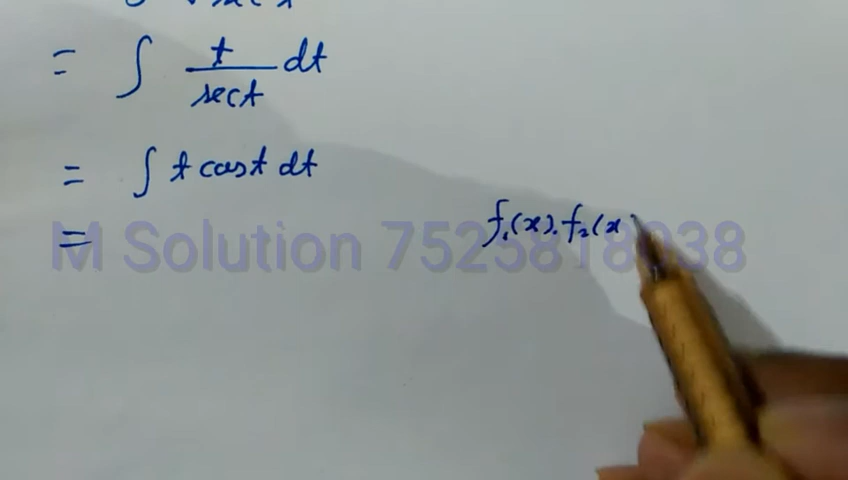 = ∫ t / sect dt
= ∫ t cost dt
f₁(x). f₂(x
=
M Solution 7525818038